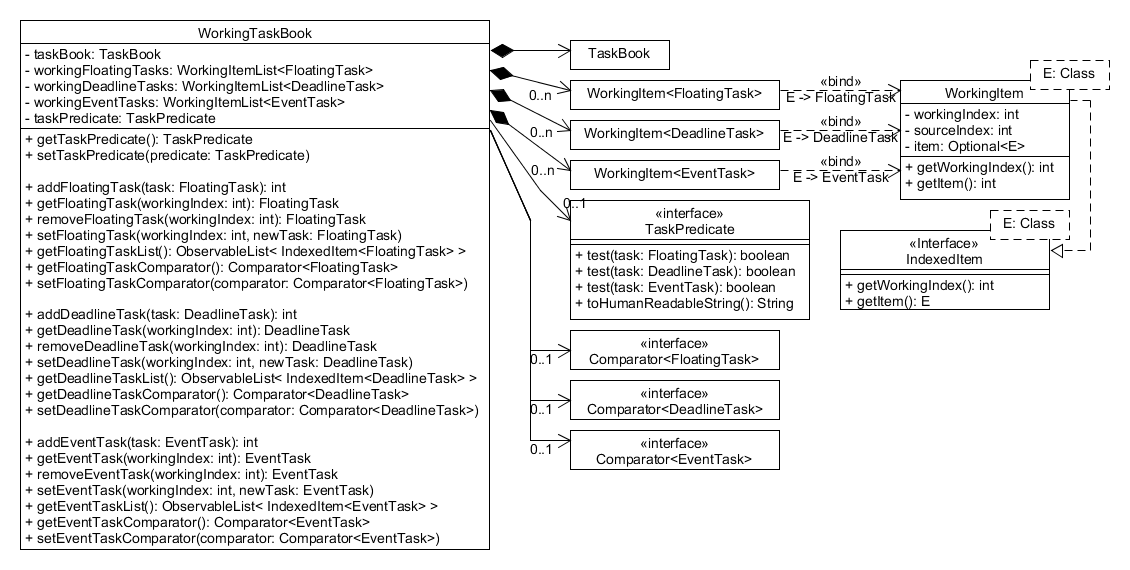 WorkingTaskBook
- taskBook: TaskBook
- workingFloatingTasks: WorkingItemList<FloatingTask>
- workingDeadlineTasks: WorkingItemList<DeadlineTask>
- workingEventTasks: WorkingItemList<EventTask>
- taskPredicate: TaskPredicate
+ getTaskPredicate(): TaskPredicate
+ setTaskPredicate(predicate: TaskPredicate)
+ addFloatingTask(task: FloatingTask): int
+ getFloatingTask(workingIndex: int): FloatingTask
+ removeFloatingTask(workingIndex: int): FloatingTask
+ setFloatingTask(workingIndex: int, newTask: FloatingTask)
+ getFloatingTaskList(): ObservableList< IndexedItem<FloatingTask> >
+ getFloatingTaskComparator(): Comparator<FloatingTask>
+ setFloatingTaskComparator(comparator: Comparator<FloatingTask>)
+ addDeadlineTask(task: DeadlineTask): int
+ getDeadlineTask(workingIndex: int): DeadlineTask
+ removeDeadlineTask(workingIndex: int): DeadlineTask
+ setDeadlineTask(workingIndex: int, newTask: DeadlineTask)
+ getDeadlineTaskList(): ObservableList< IndexedItem<DeadlineTask> >
+ getDeadlineTaskComparator(): Comparator<DeadlineTask>
+ setDeadlineTaskComparator(comparator: Comparator<DeadlineTask>)
+ addEventTask(task: EventTask): int
+ getEventTask(workingIndex: int): EventTask
+ removeEventTask(workingIndex: int): EventTask
+ setEventTask(workingIndex: int, newTask: EventTask)
+ getEventTaskList(): ObservableList< IndexedItem<EventTask> >
+ getEventTaskComparator(): Comparator<EventTask>
+ setEventTaskComparator(comparator: Comparator<EventTask>)
TaskBook
0..n
WorkingItem<FloatingTask>
0..n
WorkingItem<DeadlineTask>
0..n
WorkingItem<EventTask>
0..1
«interface»
TaskPredicate
+ test(task: FloatingTask): boolean
+ test(task: DeadlineTask): boolean
+ test(task: EventTask): boolean
+ toHumanReadableString(): String
0..1
«interface»
Comparator<FloatingTask>
0..1
«interface»
Comparator<DeadlineTask>
0..1
«interface»
Comparator<EventTask>
«bind»
E -> FloatingTask
«bind»
E -> DeadlineTask
«bind»
E -> EventTask
E: Class
WorkingItem
- workingIndex: int
- sourceIndex: int
- item: Optional<E>
+ getWorkingIndex(): int
+ getItem(): int
E: Class
«Interface»
IndexedItem
+ getWorkingIndex(): int
+ getItem(): E